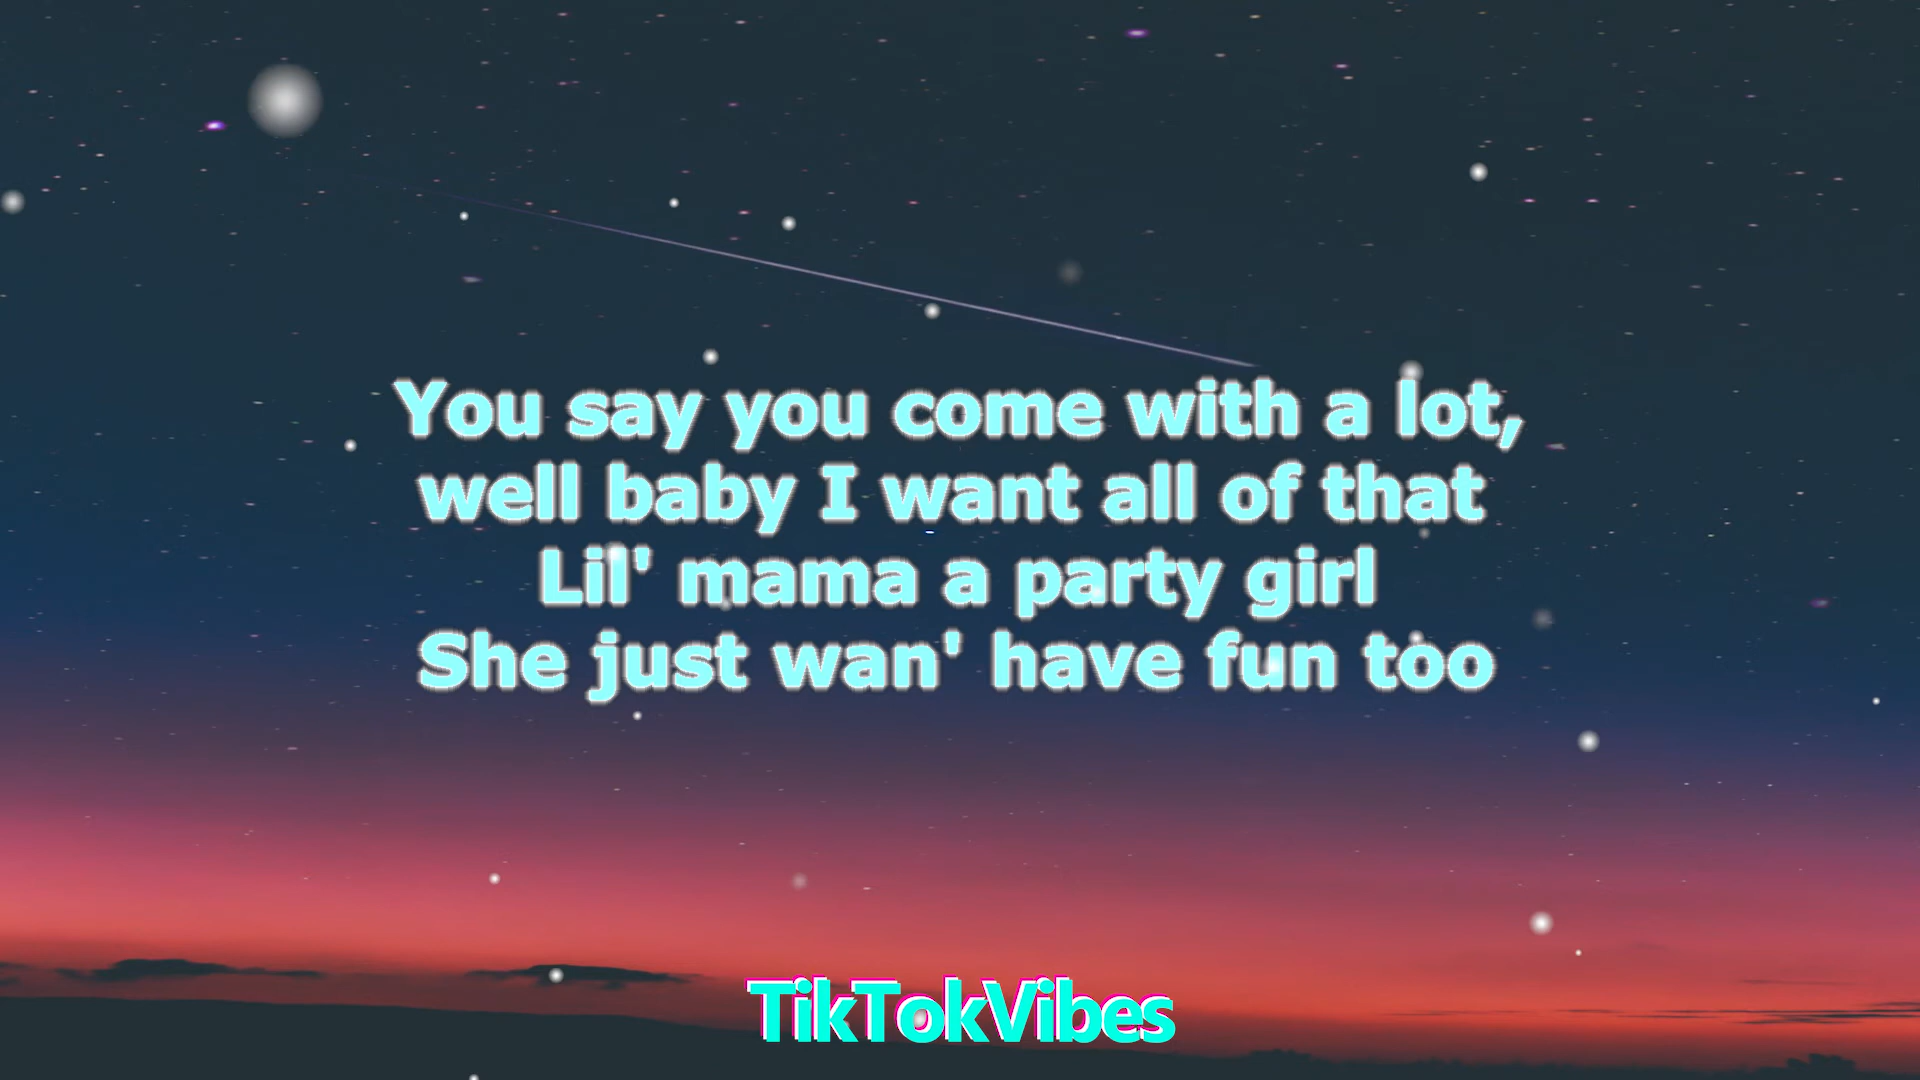 You say you come with a lot,
well baby I want all of that
Lil' mama a party girl
She just wan' have fun too
TikTokVibes